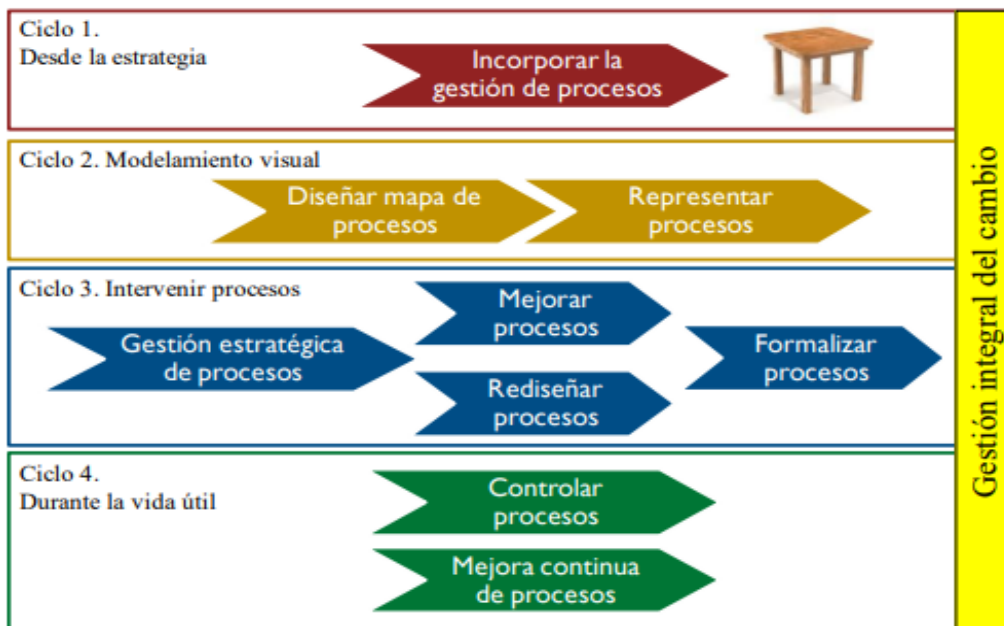 Ciclo 1.
Desde la estrategia
Incorporar la
gestión de procesos
Ciclo 2. Modelamiento visual
Diseñar mapa de
procesos
Representar
procesos
Ciclo 3. Intervenir procesos
Gestión estratégica
de procesos
Mejorar
procesos
Rediseñar
procesos
Formalizar
procesos
Ciclo 4.
Durante la vida útil
Controlar
procesos
Mejora continua
de procesos
Gestión integral del cambio